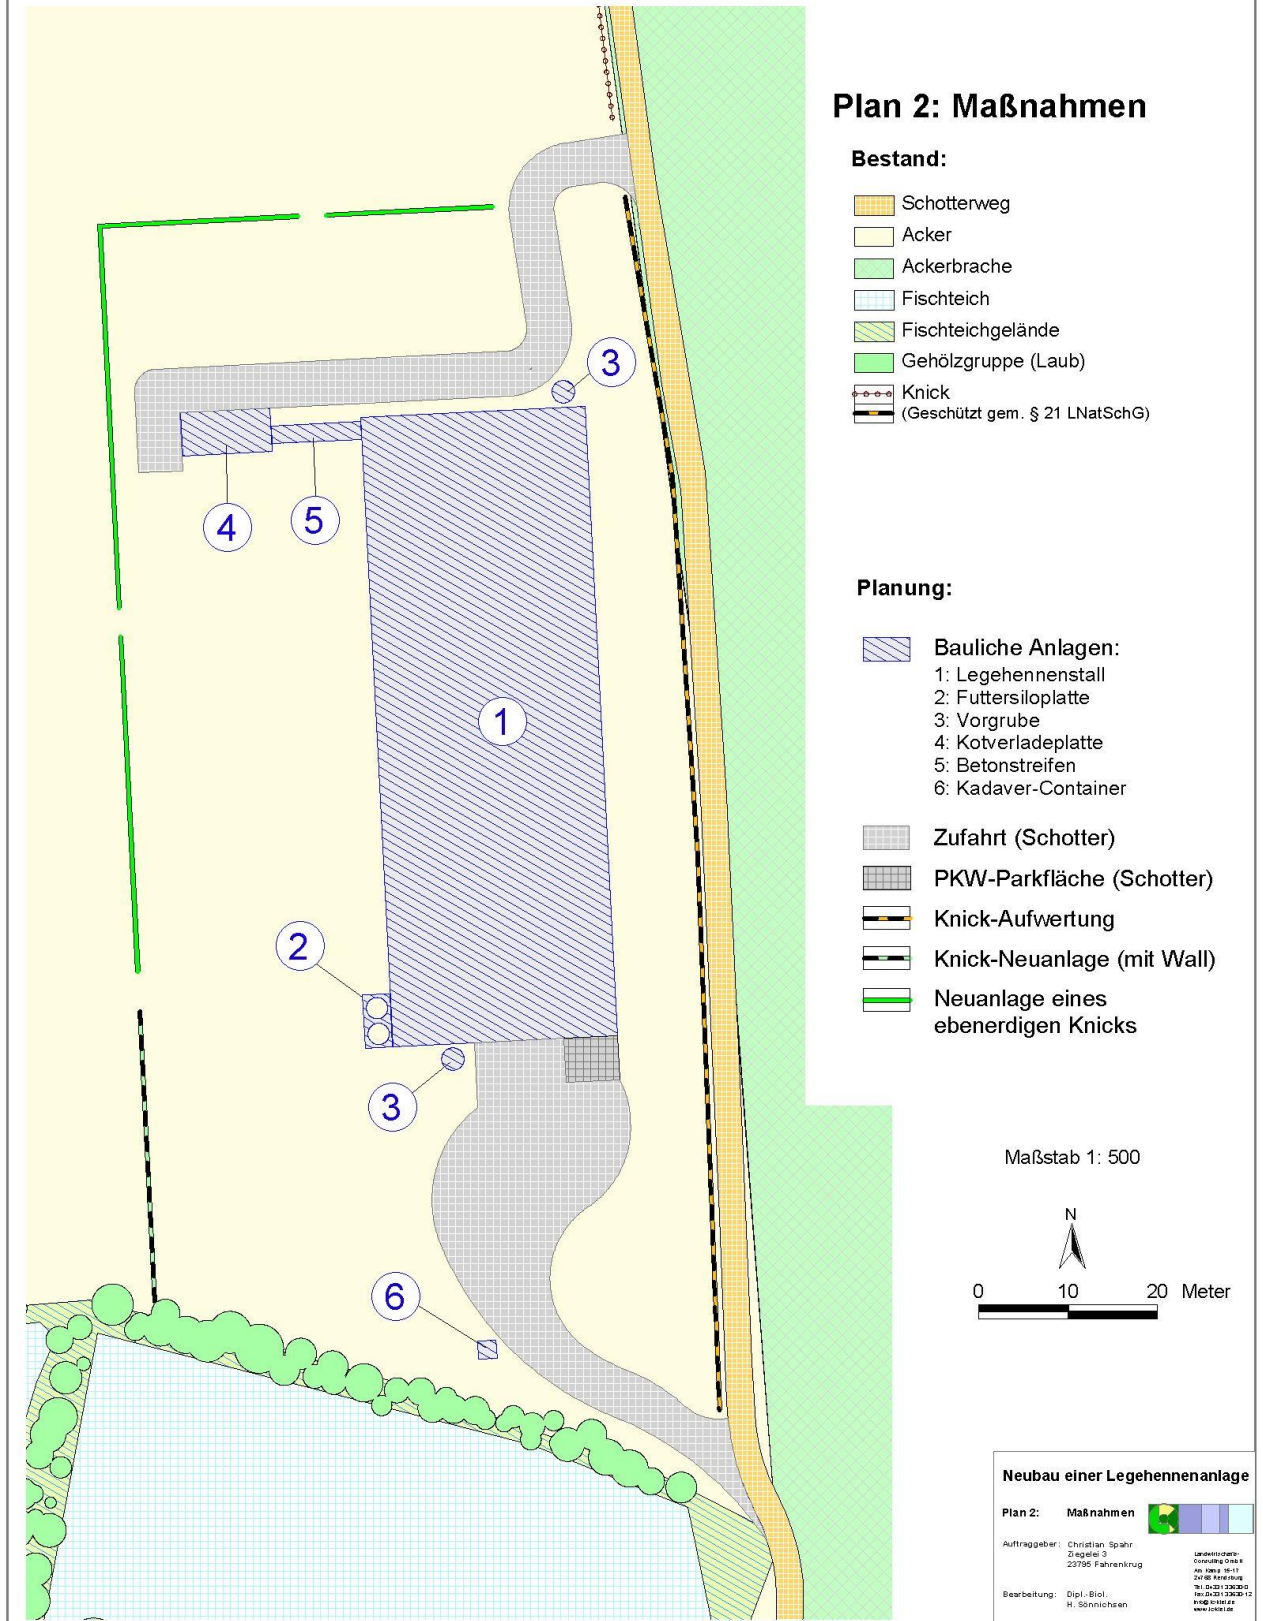 Plan 2: Maßnahmen
Bestand:
Schotterweg
Acker
Ackerbrache
Fischteich
Fischteichgelände
Gehölzgruppe (Laub)
Knick
(Geschützt gem. § 21 LNatSchG)
Planung:
Bauliche Anlagen:
1: Legehennenstall
2: Futtersiloplatte
3: Vorgrube
4: Kotverladeplatte
5: Betonstreifen
6: Kadaver-Container
Zufahrt (Schotter)
PKW-Parkfläche (Schotter)
Knick-Aufwertung
Knick-Neuanlage (mit Wall)
Neuanlage eines
ebenerdigen Knicks
Maßstab 1: 500
N
0 10 20 Meter
3
4
5
1
2
3
6
Neubau einer Legehennenanlage
Plan 2: Maßnahmen
Auftraggeber: Christian Spahr
Ziegelei 3
23795 Fahrenkrug
Bearbeitung: Dipl.-Biol.
H. Sönnichsen
Am Kamp 15-17